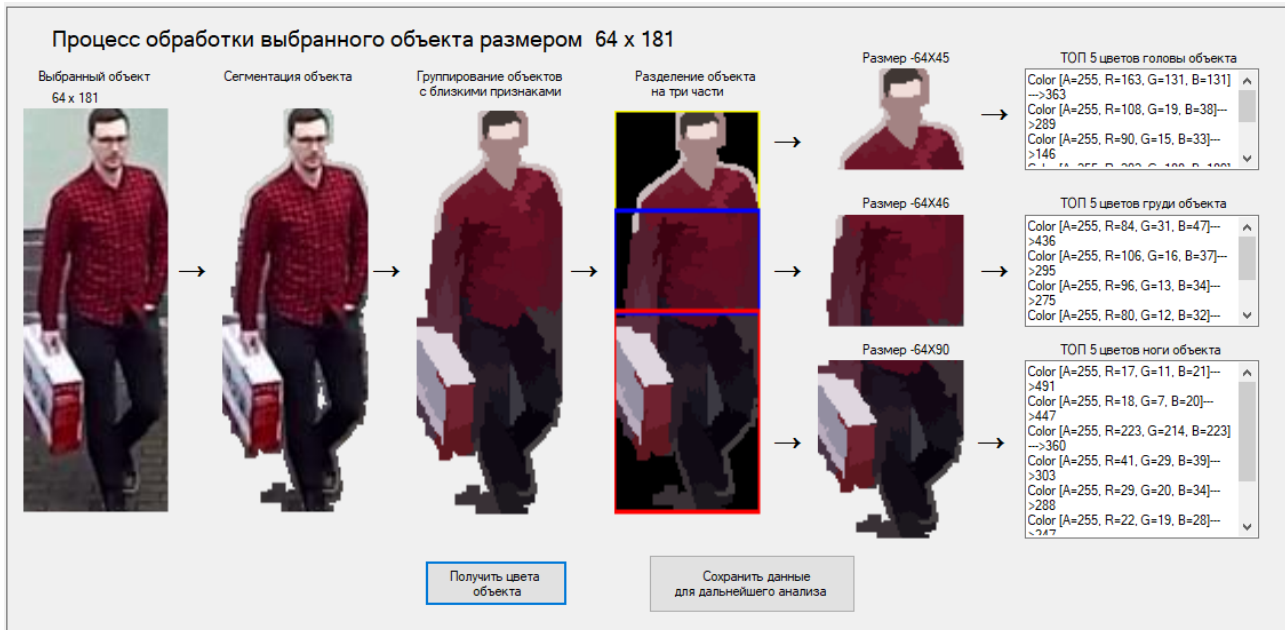 Процесс обработки выбранного объекта размером 64 x 181
Выбранный объект
64 x 181
Сегментация объекта
Группирование объектов
с близкими признаками
Разделение объекта
на три части
Размер -64X45
ТОП 5 цветов головы объекта
Color [A=255, R=163, G=131, B=131]
--->363
Color [A=255, R=108, G=19, B=38]---
>289
Color [A=255, R=90, G=15, B=33]---
>146
Размер -64X46
ТОП 5 цветов груди объекта
Color [A=255, R=84, G=31, B=47]---
>436
Color [A=255, R=106, G=16, B=37]---
>295
Color [A=255, R=96, G=13, B=34]---
>275
Color [A=255, R=80, G=12, B=32]---
Размер -64X90
ТОП 5 цветов ноги объекта
Color [A=255, R=17, G=11, B=21]---
>491
Color [A=255, R=18, G=7, B=20]---
>447
Color [A=255, R=223, G=214, B=223]
--->360
Color [A=255, R=41, G=29, B=39]---
>303
Color [A=255, R=29, G=20, B=34]---
>288
Color [A=255, R=22, G=19, B=28]---
>247
Получить цвета
объекта
Сохранить данные
для дальнейшего анализа